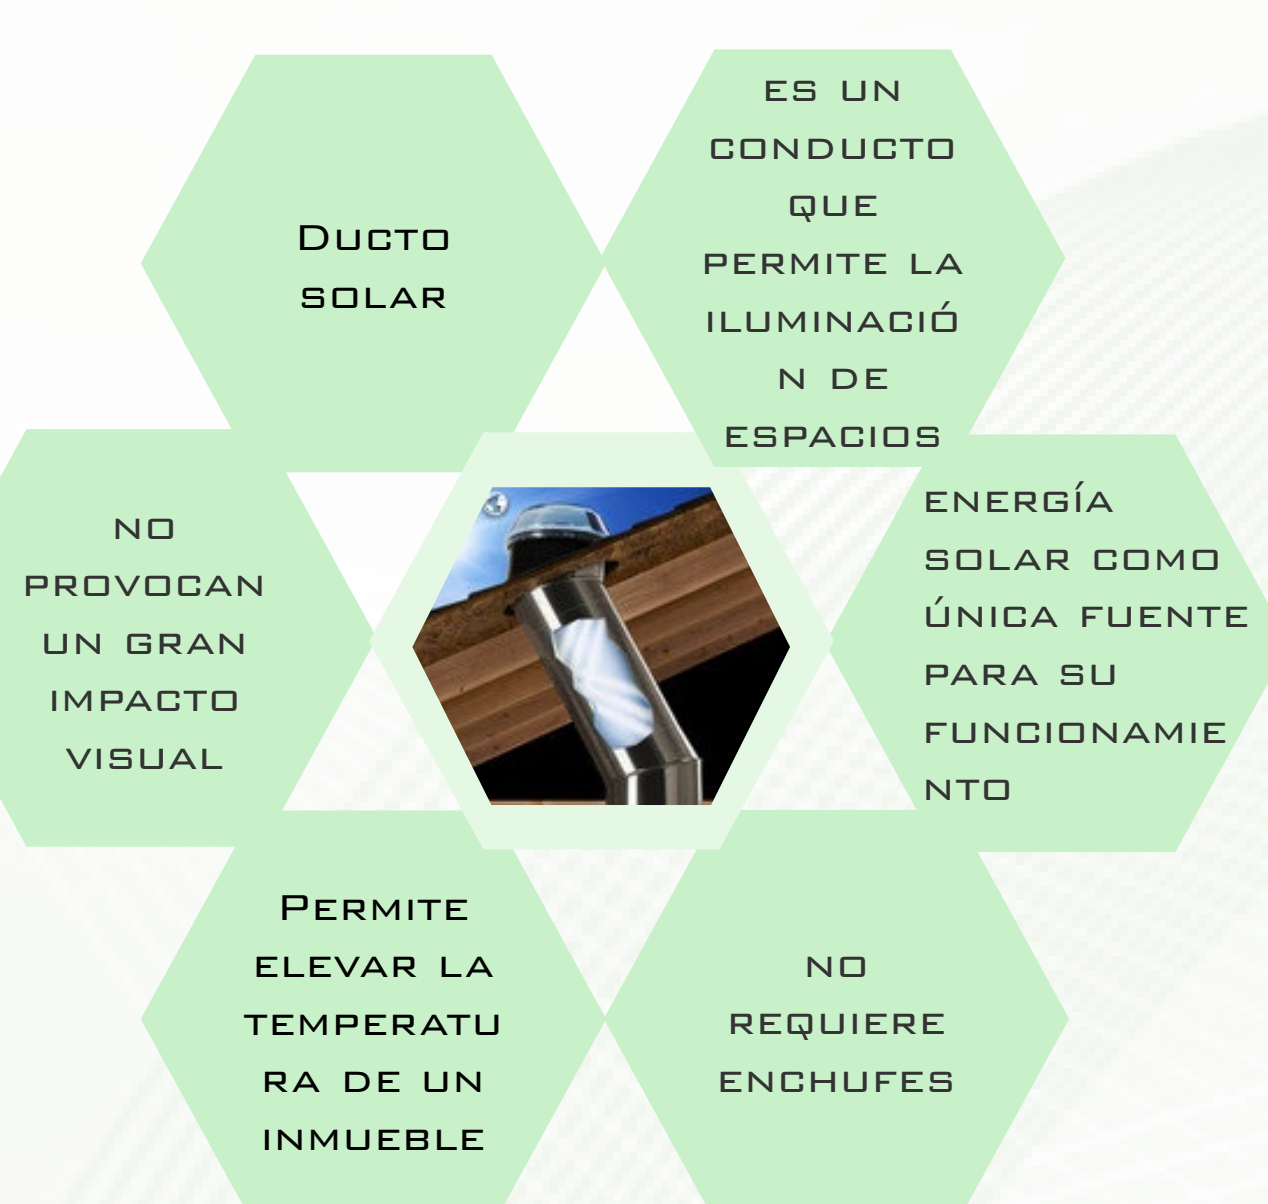 Ducto
solar
es un
conducto
que
permite la
iluminació
n de
espacios
energía
solar como
única fuente
para su
funcionamie
nto
no
requiere
enchufes
Permite
elevar la
temperatu
ra de un
inmueble
no
provocan
un gran
impacto
visual